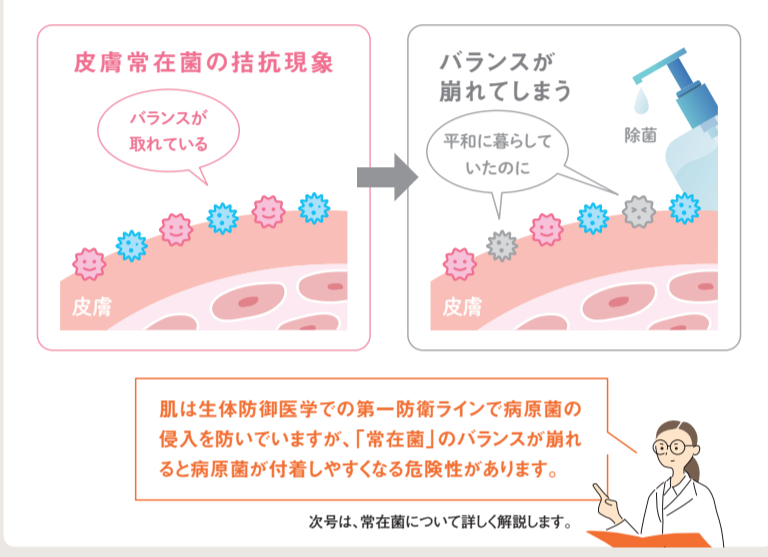 皮膚常在菌の拮抗現象
バランスが
取れている
皮膚
バランスが
崩れてしまう
除菌
平和に暮らして
いたのに
皮膚
肌は生体防御医学での第一防衛ラインで病原菌の
侵入を防いでいますが、「常在菌」のバランスが崩れ
ると病原菌が付着しやすくなる危険性があります。
次号は、常在菌について詳しく解説します。